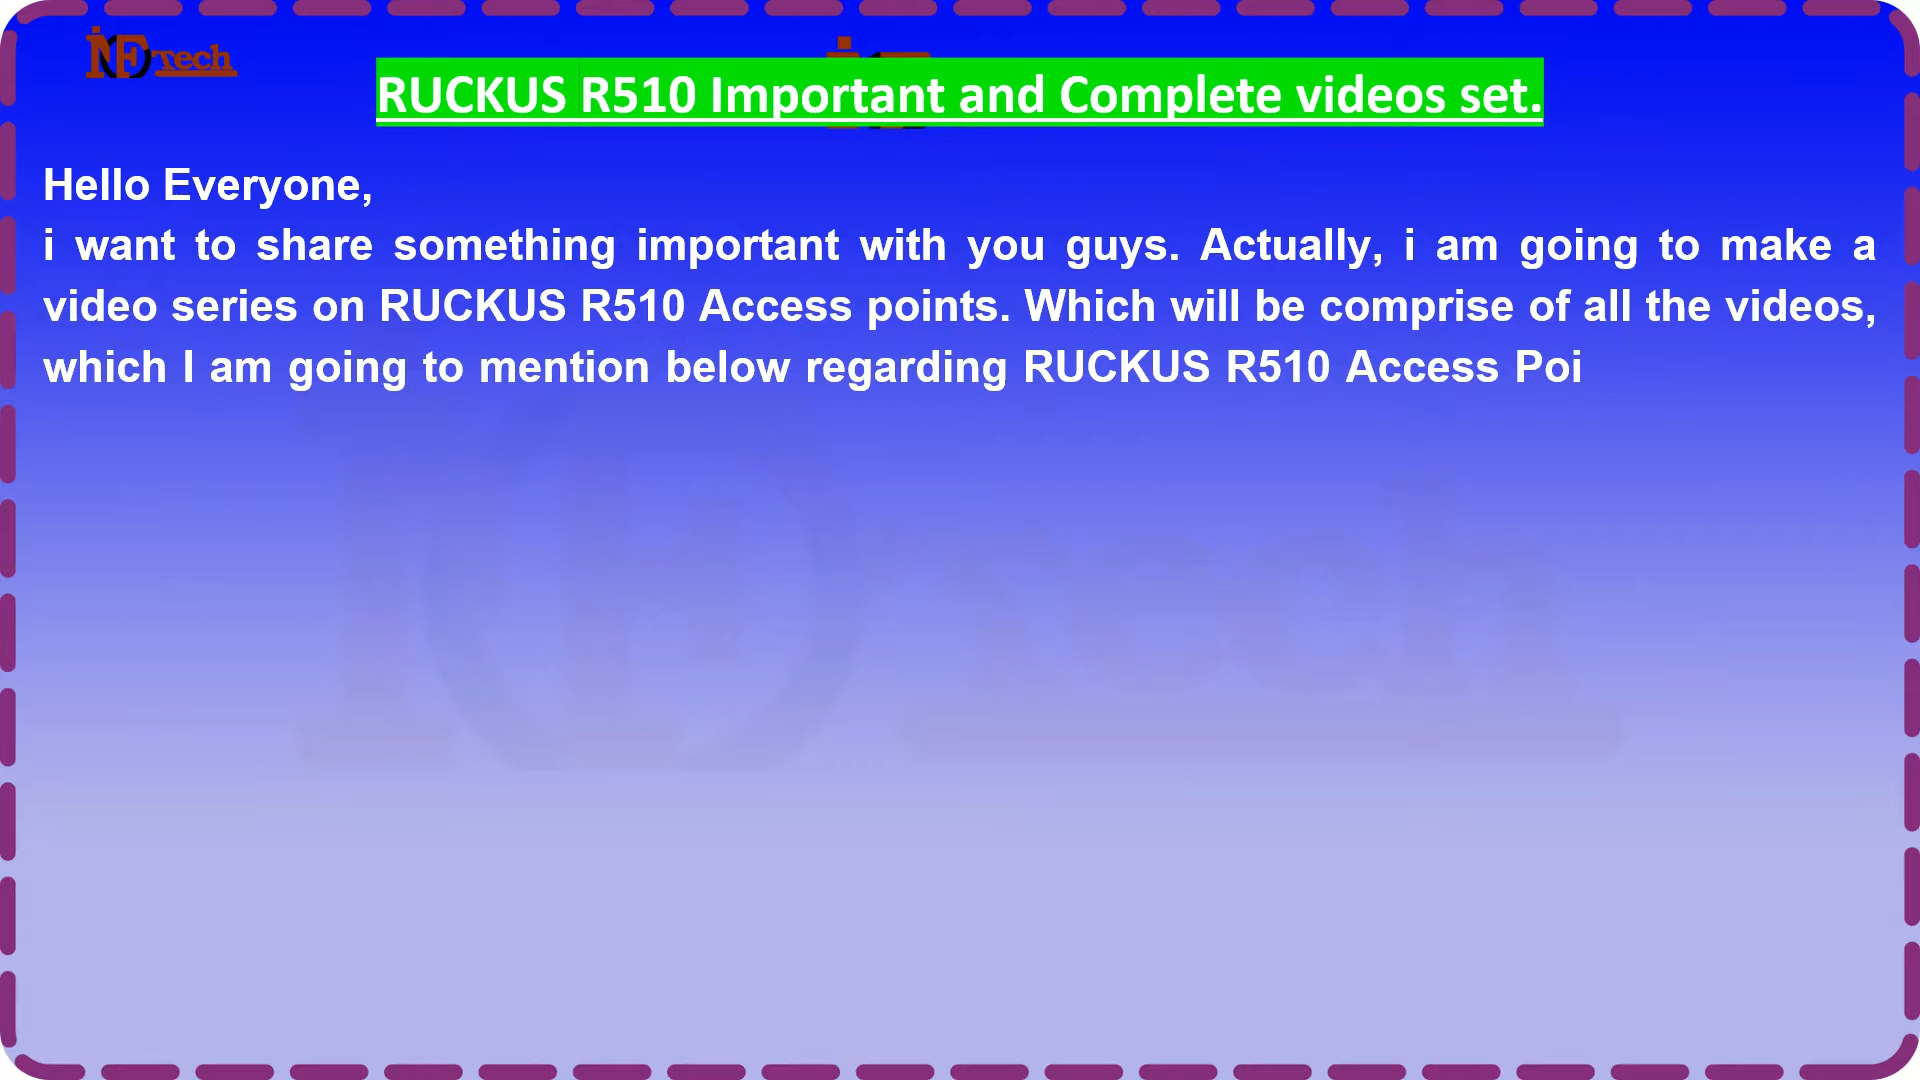 iNFOTech
RUCKUS R510 Important and Complete videos set.
Hello Everyone,
i want to share something important with you guys. Actually, i am going to make a
video series on RUCKUS R510 Access points. Which will be comprise of all the videos,
which I am going to mention below regarding RUCKUS R510 Access Poi